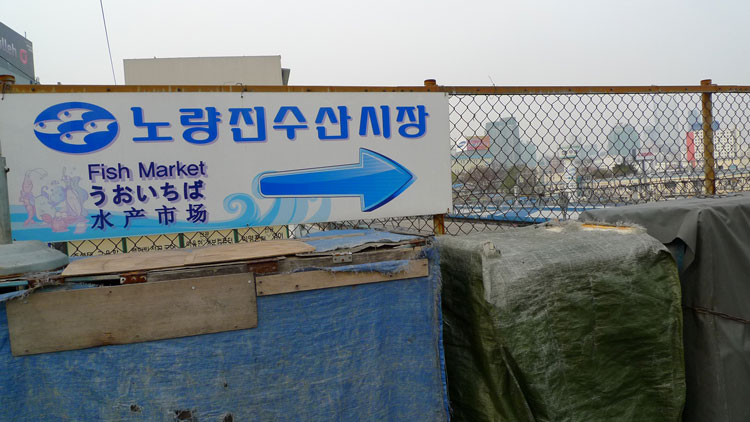 노량진수산시장
Fish Market
うおいちば
水产市场